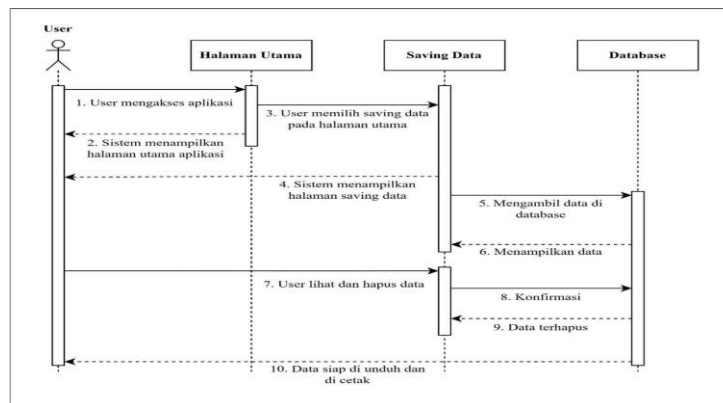 User
Halaman Utama
Saving Data
Database
1. User mengakses aplikasi
3. User memilih saving data
pada halaman utama
2. Sistem menampilkan
halaman utama aplikasi
4. Sistem menampilkan
halaman saving data
5. Mengambil data di
database
6. Menampilkan data
7. User lihat dan hapus data
8. Konfirmasi
9. Data terhapus
10. Data siap di unduh dan
di cetak